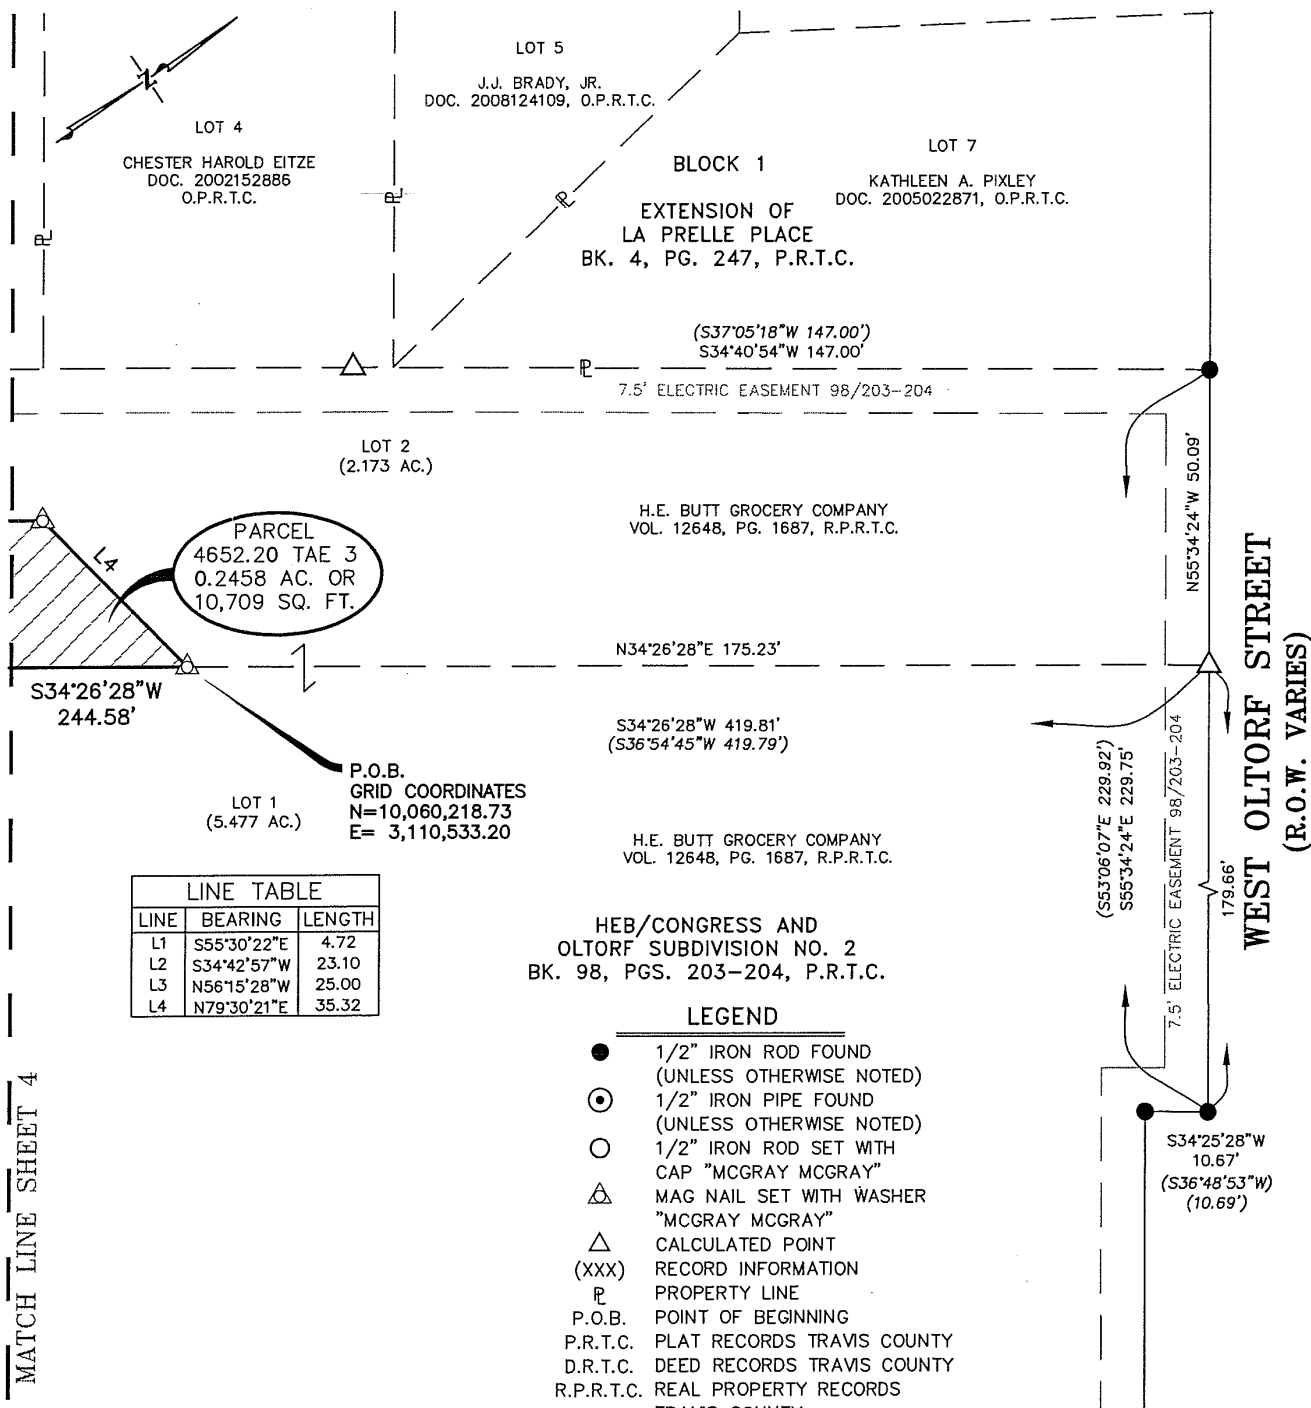 LOT 5
J.J. BRADY, JR.
DOC. 2008124109, O.P.R.T.C.
LOT 4
CHESTER HAROLD EITZE
DOC. 2002152886
O.P.R.T.C.
LOT 7
KATHLEEN A. PIXLEY
DOC. 2005022871, O.P.R.T.C.
BLOCK 1
EXTENSION OF
LA PRELLE PLACE
BK. 4, PG. 247, P.R.T.C.
(S37°05'18"W 147.00')
S34°40'54"W 147.00'
7.5' ELECTRIC EASEMENT 98/203-204
LOT 2
(2.173 AC.)
H.E. BUTT GROCERY COMPANY
VOL. 12648, PG. 1687, R.P.R.T.C.
N55°34'24"W 50.09'
PARCEL
4652.20 TAE 3
0.2458 AC. OR
10,709 SQ. FT.
L4
N34°26'28"E 175.23'
S34°26'28"W
244.58'
S34°26'28"W 419.81'
(S36°54'45"W 419.79')
P.O.B.
GRID COORDINATES
N=10,060,218.73
E= 3,110,533.20
LOT 1
(5.477 AC.)
H.E. BUTT GROCERY COMPANY
VOL. 12648, PG. 1687, R.P.R.T.C.
(S53°06'07"E 229.92')
S55°34'24"E 229.75'
7.5' ELECTRIC EASEMENT 98/203-204
179.66'
WEST OLTORF STREET
(R.O.W. VARIES)
LINE TABLE
LINE BEARING LENGTH
L1 S55°30'22"E 4.72
L2 S34°42'57"W 23.10
L3 N56°15'28"W 25.00
L4 N79°30'21"E 35.32
HEB/CONGRESS AND
OLTORF SUBDIVISION NO. 2
BK. 98, PGS. 203-204, P.R.T.C.
LEGEND
1/2" IRON ROD FOUND
(UNLESS OTHERWISE NOTED)
1/2" IRON PIPE FOUND
(UNLESS OTHERWISE NOTED)
1/2" IRON ROD SET WITH
CAP "MCGRAY MCGRAY"
MAG NAIL SET WITH WASHER
"MCGRAY MCGRAY"
CALCULATED POINT
(XXX) RECORD INFORMATION
PROPERTY LINE
P.O.B. POINT OF BEGINNING
P.R.T.C. PLAT RECORDS TRAVIS COUNTY
D.R.T.C. DEED RECORDS TRAVIS COUNTY
R.P.R.T.C. REAL PROPERTY RECORDS
S34°25'28"W
10.67'
(S36°48'53"W)
(10.69')
MATCH LINE SHEET 4